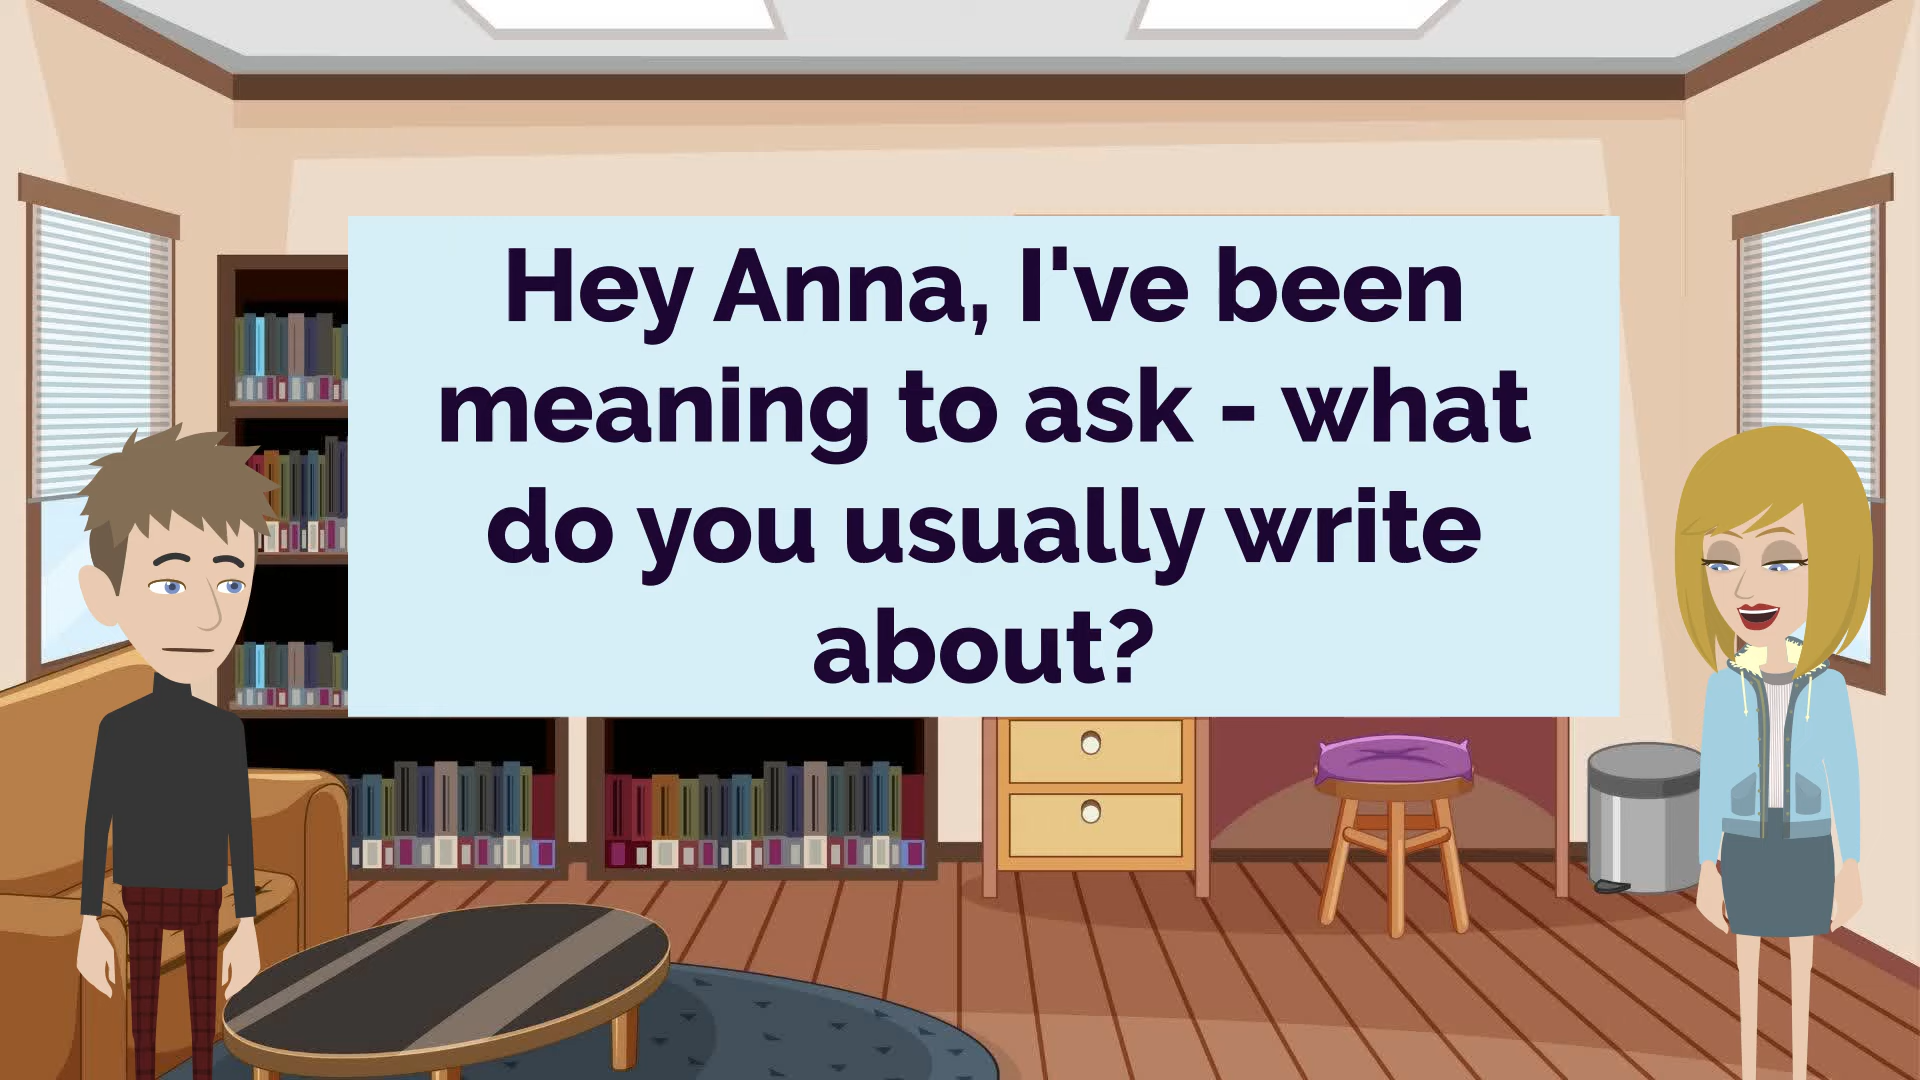 Hey Anna, I've been
meaning to ask - what
do you usually write
about?